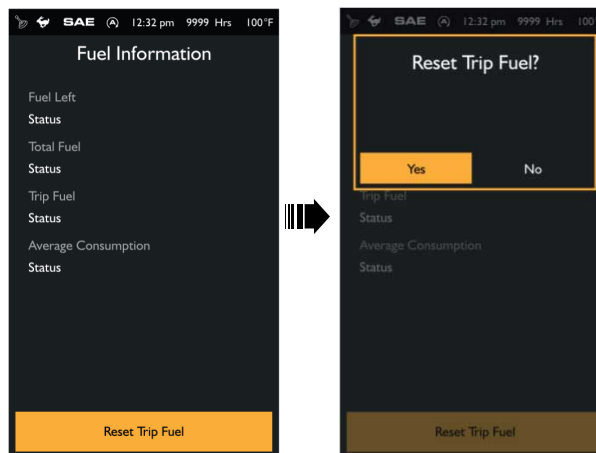 SAE A 12:32 pm 9999 Hrs 100°F
Fuel Information
Fuel Left
Status
Total Fuel
Status
Trip Fuel
Status
Average Consumption
Status
Reset Trip Fuel
SAE A 12:32 pm 9999 Hrs 100°
Reset Trip Fuel?
Yes No
Trip Fuel
Status
Average Consumption
Status
Reset Trip Fuel